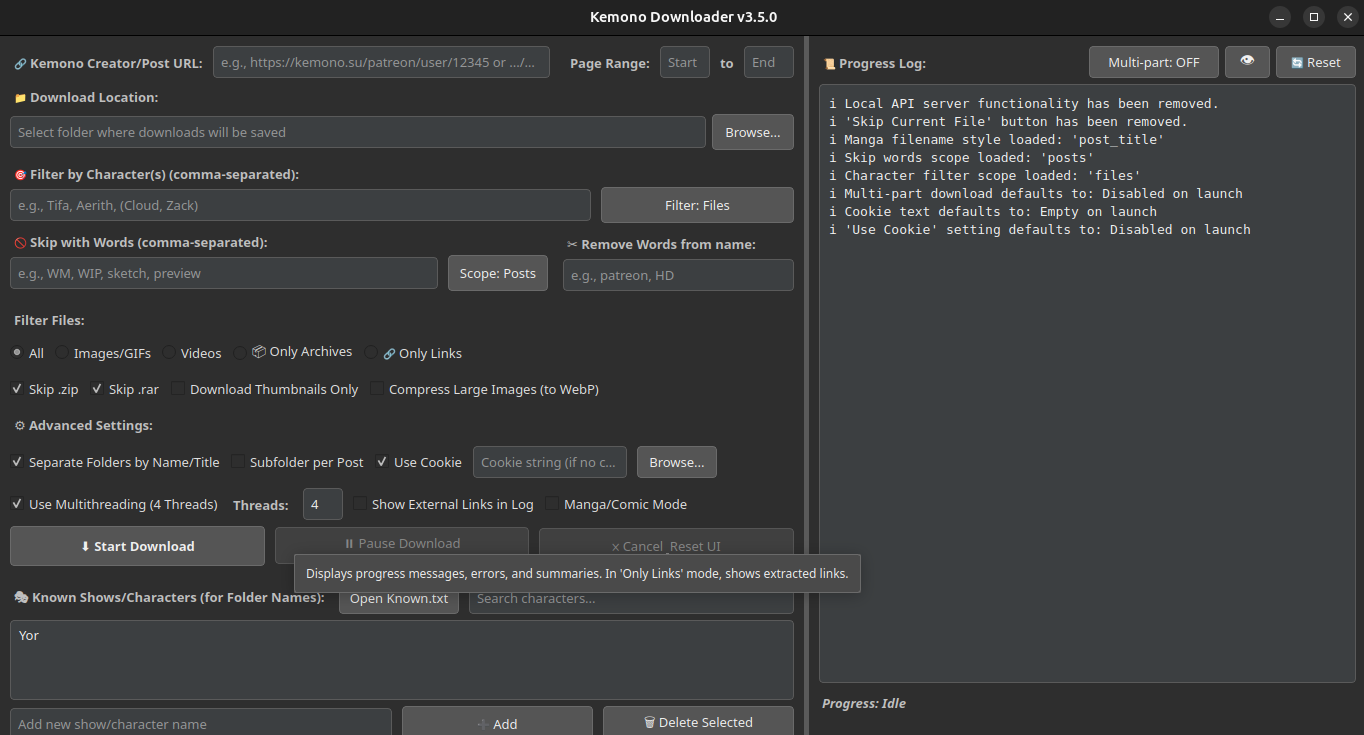 Kemono Downloader v3.5.0
🔗 Kemono Creator/Post URL: e.g., https://kemono.su/patreon/user/12345 or .../... Page Range: Start to End
📁 Download Location:
Select folder where downloads will be saved Browse...
🎯 Filter by Character(s) (comma-separated):
e.g., Tifa, Aerith, (Cloud, Zack) Filter: Files
🚫 Skip with Words (comma-separated): ✂ Remove Words from name:
e.g., WM, WIP, sketch, preview Scope: Posts e.g., patreon, HD
Filter Files:
All Images/GIFs Videos 📦 Only Archives 🔗 Only Links
✓ Skip .zip ✓ Skip .rar Download Thumbnails Only Compress Large Images (to WebP)
⚙ Advanced Settings:
✓ Separate Folders by Name/Title Subfolder per Post ✓ Use Cookie Cookie string (if no c... Browse...
✓ Use Multithreading (4 Threads) Threads: 4 Show External Links in Log Manga/Comic Mode
⬇ Start Download ⏸ Pause Download x Cancel Reset UI
Displays progress messages, errors, and summaries. In 'Only Links' mode, shows extracted links.
🎭 Known Shows/Characters (for Folder Names): Open Known.txt Search characters...
Yor
Add new show/character name ➕ Add 🗑 Delete Selected
📜 Progress Log: Multi-part: OFF 👁 🔄 Reset
i Local API server functionality has been removed.
i 'Skip Current File' button has been removed.
i Manga filename style loaded: 'post_title'
i Skip words scope loaded: 'posts'
i Character filter scope loaded: 'files'
i Multi-part download defaults to: Disabled on launch
i Cookie text defaults to: Empty on launch
i 'Use Cookie' setting defaults to: Disabled on launch
Progress: Idle